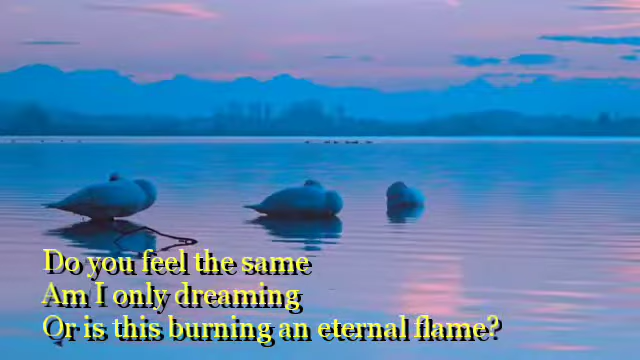 Do you feel the same
Am I only dreaming
Or is this burning an eternal flame?